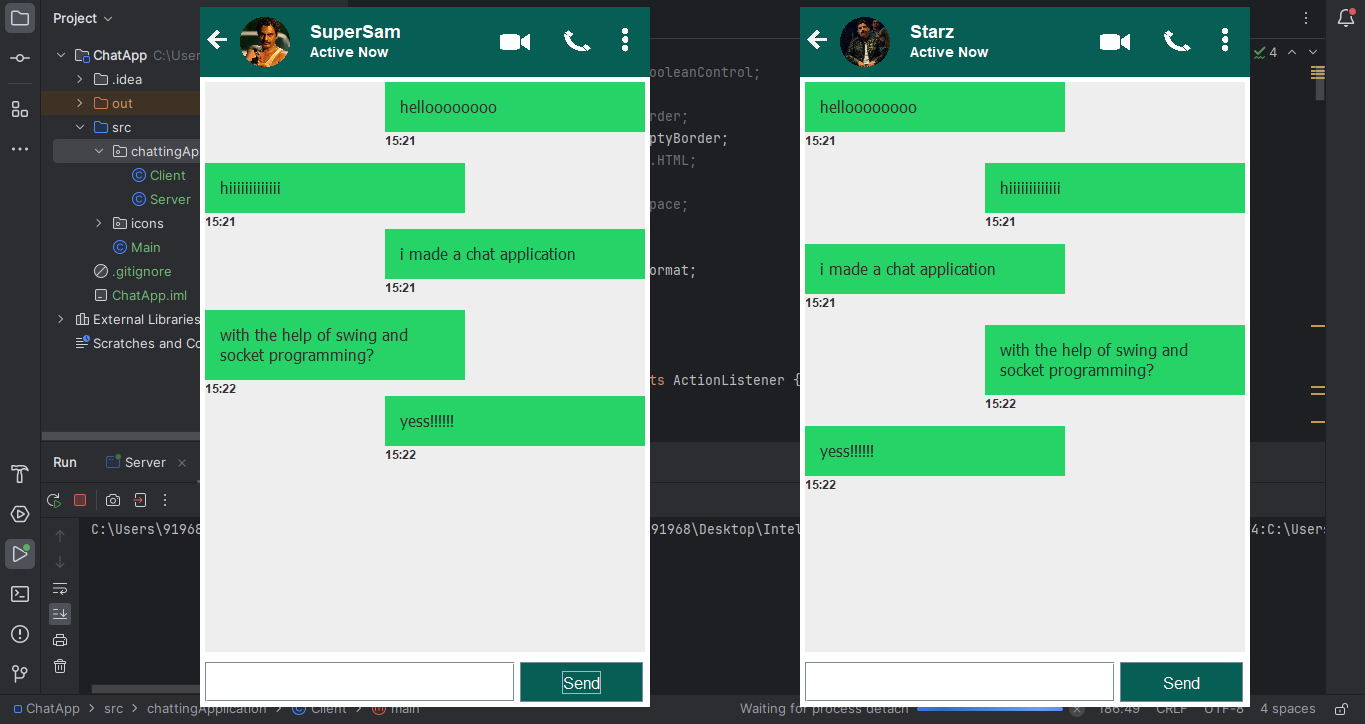 Project
ChatApp C:\User
.idea
out
src
chattingAp
Client
Server
icons
Main
.gitignore
ChatApp.iml
External Libraries
Scratches and Co
SuperSam
Active Now
helloooooooo
15:21
hiiiiiiiiiiiii
15:21
i made a chat application
15:21
with the help of swing and
socket programming?
15:22
yess!!!!!!
15:22
Send
ooleanControl;
rder;
ptyBorder;
.HTML;
pace;
ormat;
ts ActionListener {
Starz
Active Now
helloooooooo
15:21
hiiiiiiiiiiiii
15:21
i made a chat application
15:21
with the help of swing and
socket programming?
15:22
yess!!!!!!
15:22
Send
4
Run Server
C:\Users\91968
91968\Desktop\Intel
4:C:\Users
ChatApp > src > chattingApplication > Client > main
Waiting for process detach 186:49 CRLF UTF-8 4 spaces